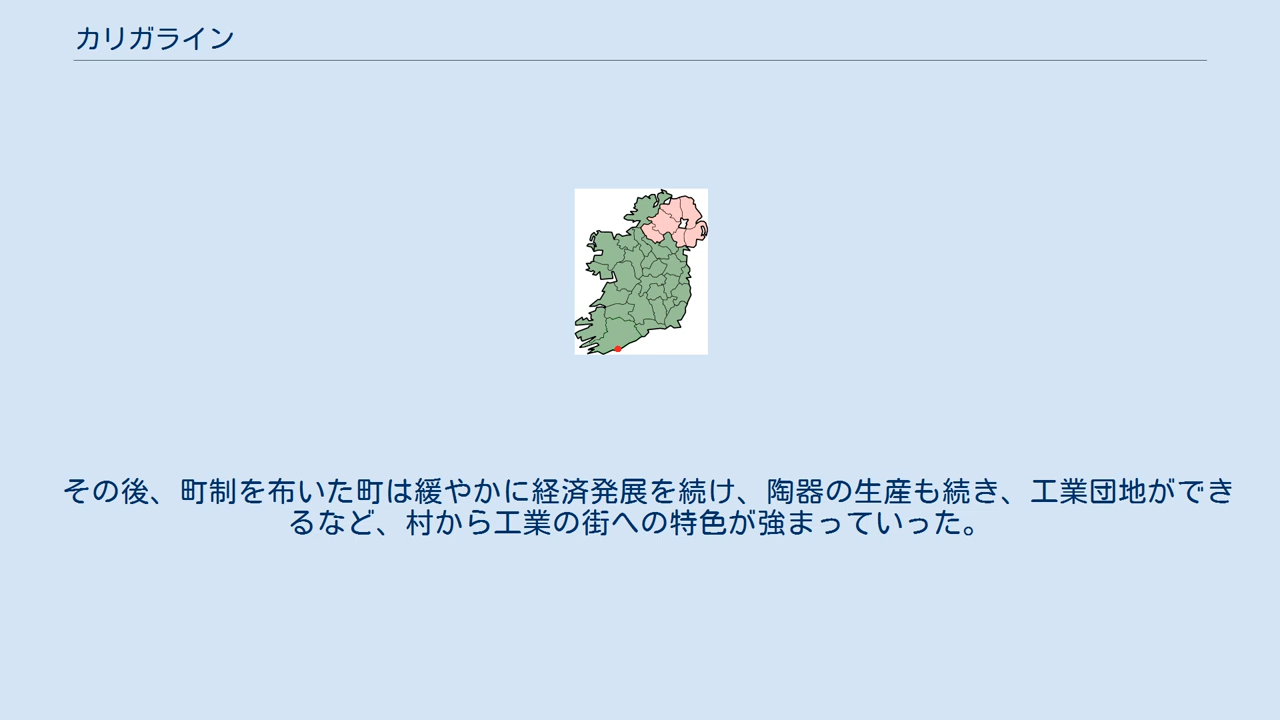 カリガライン
その後、町制を布いた町は緩やかに経済発展を続け、陶器の生産も続き、工業団地ができ
るなど、村から工業の街への特色が強まっていった。